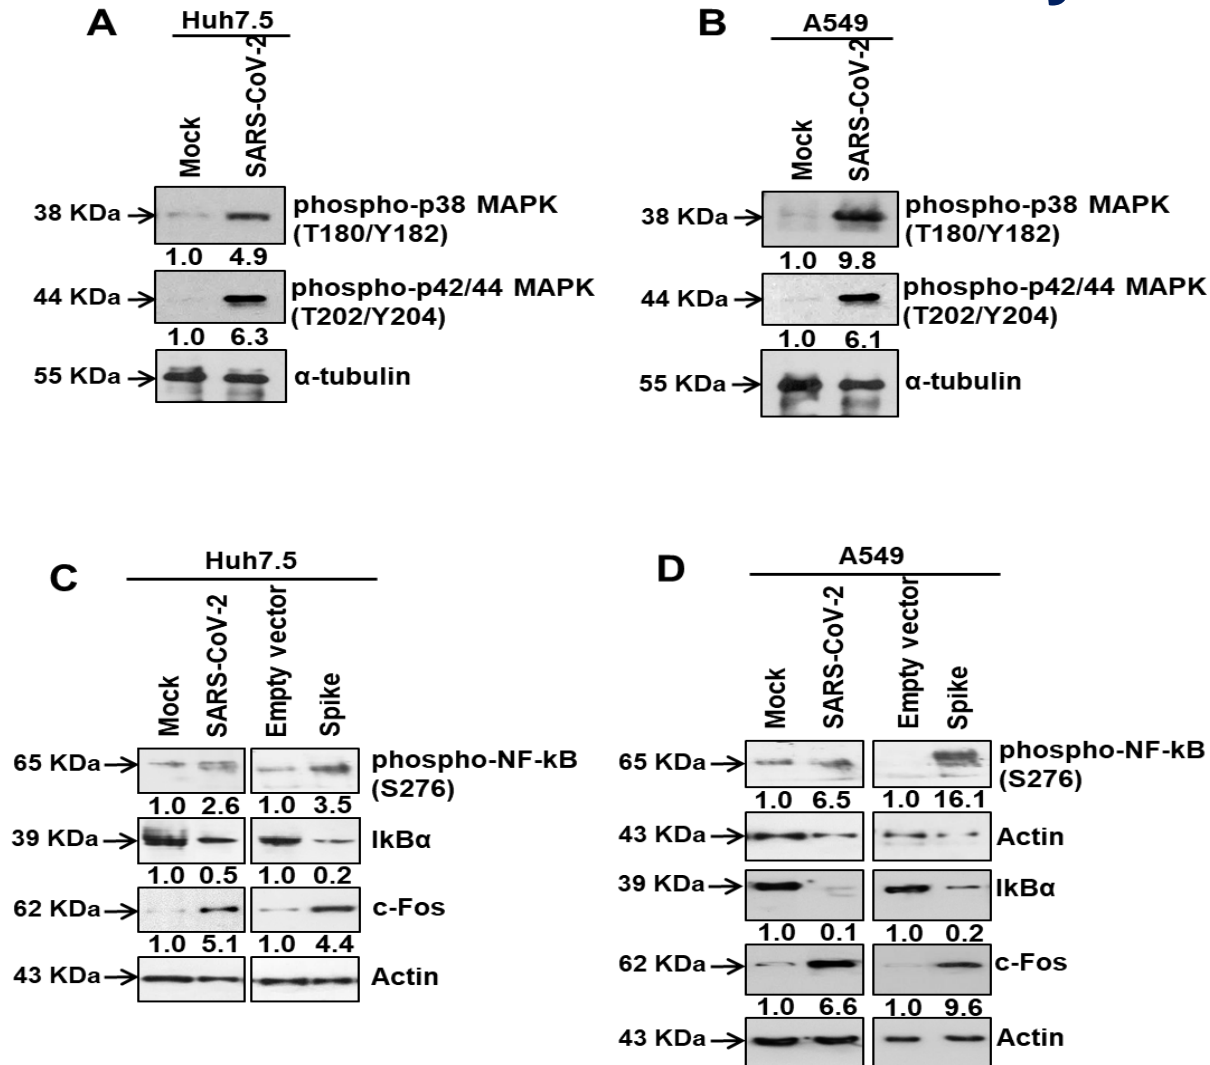 A
Huh7.5
Mock
SARS-CoV-2
38 KDa
phospho-p38 MAPK
(T180/Y182)
1.0 4.9
44 KDa
phospho-p42/44 MAPK
(T202/Y204)
1.0 6.3
55 KDa
α-tubulin
B
A549
Mock
SARS-CoV-2
38 KDa
phospho-p38 MAPK
(T180/Y182)
1.0 9.8
44 KDa
phospho-p42/44 MAPK
(T202/Y204)
1.0 6.1
55 KDa
α-tubulin
C
Huh7.5
Mock
SARS-CoV-2
Empty vector
Spike
65 KDa
phospho-NF-kB
(S276)
1.0 2.6 1.0 3.5
39 KDa
IkBα
1.0 0.5 1.0 0.2
62 KDa
c-Fos
1.0 5.1 1.0 4.4
43 KDa
Actin
D
A549
Mock
SARS-CoV-2
Empty vector
Spike
65 KDa
phospho-NF-kB
(S276)
1.0 6.5 1.0 16.1
43 KDa
Actin
39 KDa
IkBα
1.0 0.1 1.0 0.2
62 KDa
c-Fos
1.0 6.6 1.0 9.6
43 KDa
Actin